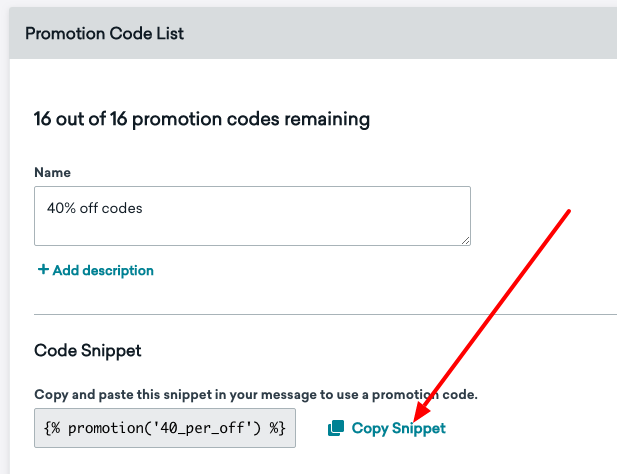 Promotion Code List
16 out of 16 promotion codes remaining
Name
40% off codes
+ Add description
Code Snippet
Copy and paste this snippet in your message to use a promotion code.
{% promotion('40_per_off') %} Copy Snippet